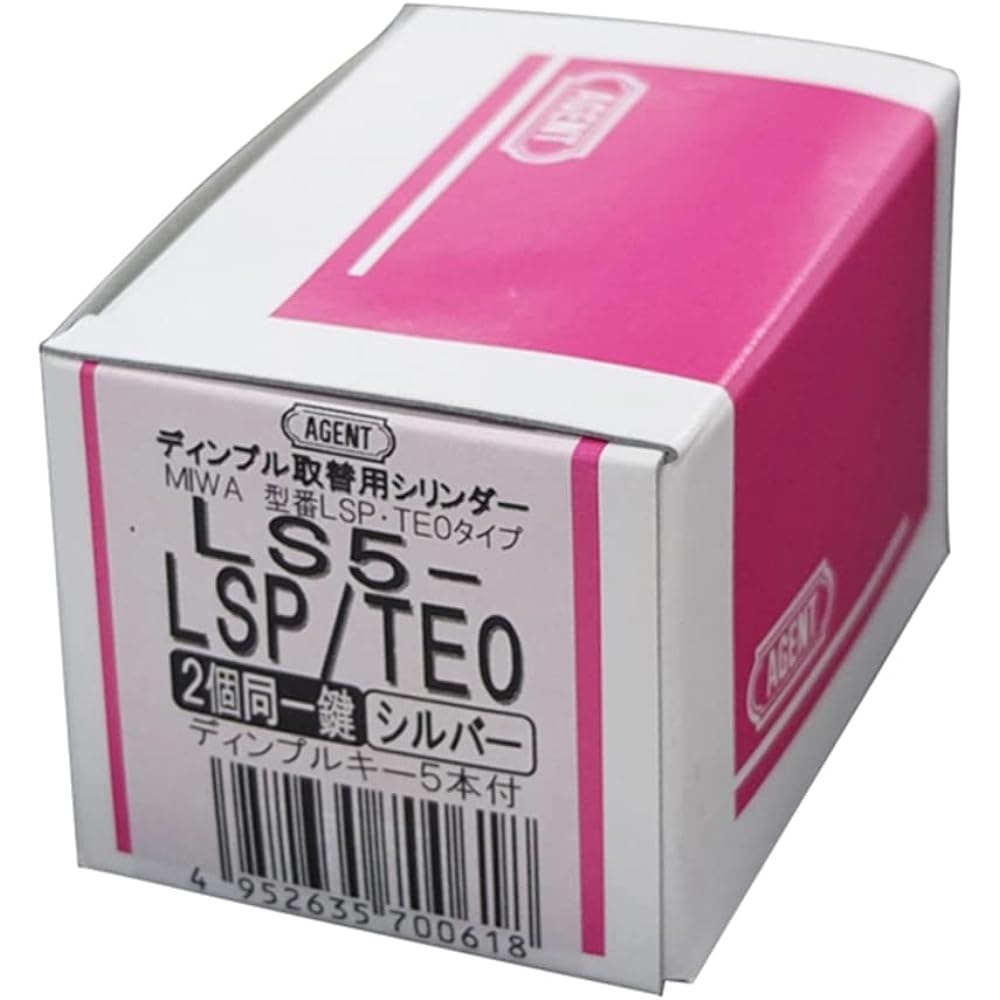 AGENT
AGENT
AGENT
ディンプル取替用シリンダー
MIWA 型番LSP・TE0タイプ
LS5-
LSP/TE0
2個同一鍵 シルバー
ディンプルキー5本付
4 952635 700618